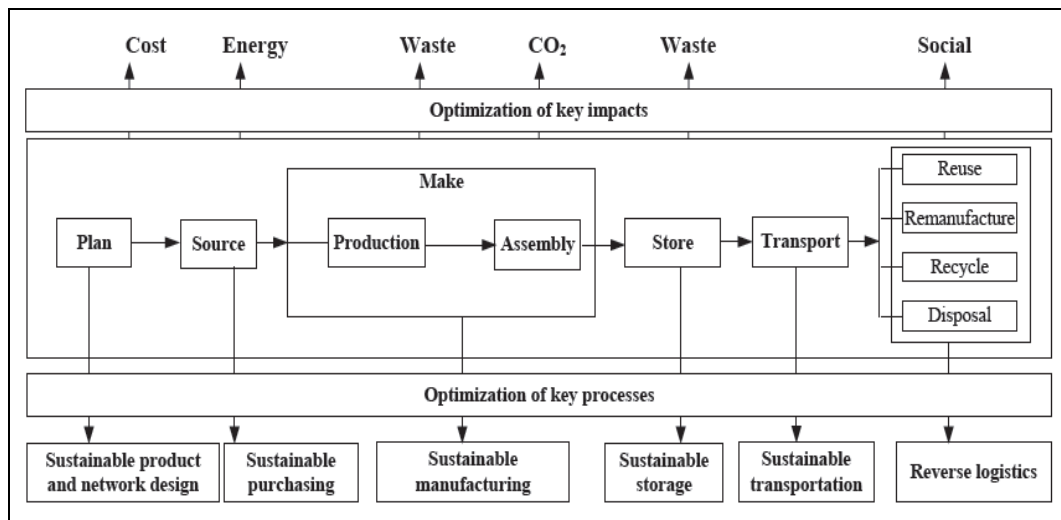 Cost Energy Waste CO₂ Waste Social
Optimization of key impacts
Make
Reuse
Remanufacture
Plan Source Production Assembly Store Transport
Recycle
Disposal
Optimization of key processes
Sustainable product
and network design
Sustainable
purchasing
Sustainable
manufacturing
Sustainable
storage
Sustainable
transportation
Reverse logistics